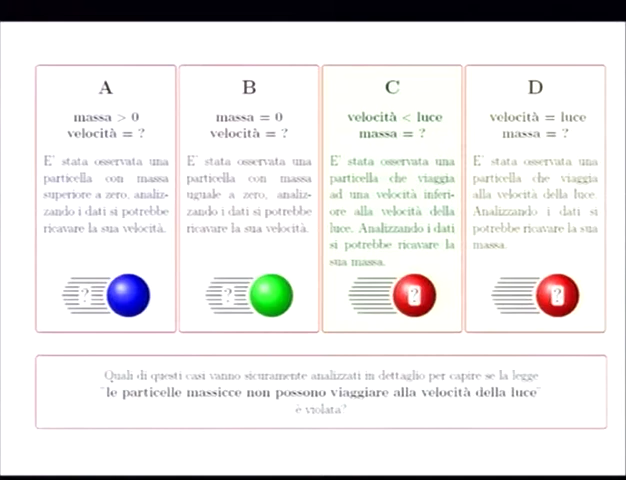 A
massa > 0
velocità = ?
E' stata osservata una
particella con massa
superiore a zero, analiz-
zando i dati si potrebbe
ricavare la sua velocità.
?
B
massa = 0
velocità = ?
E' stata osservata una
particella con massa
uguale a zero, analiz-
zando i dati si potrebbe
ricavare la sua velocità.
?
C
velocità < luce
massa = ?
E' stata osservata una
particella che viaggia
ad una velocità inferi-
ore alla velocità della
luce. Analizzando i dati
si potrebbe ricavare la
sua massa.
?
D
velocità = luce
massa = ?
E' stata osservata una
particella che viaggia
alla velocità della luce.
Analizzando i dati si
potrebbe ricavare la sua
massa.
?
Quali di questi casi vanno sicuramente analizzati in dettaglio per capire se la legge
"le particelle massicce non possono viaggiare alla velocità della luce"
è violata?